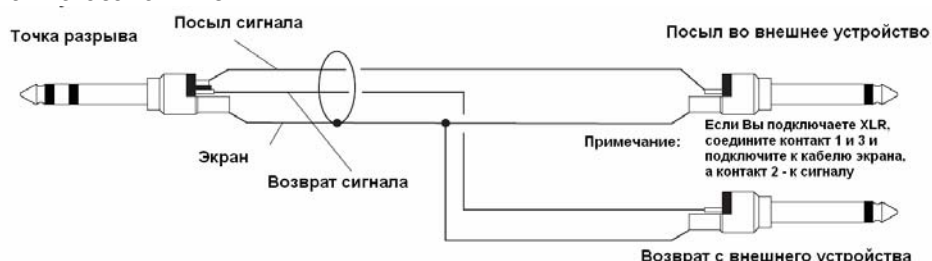 Посыл сигнала
Точка разрыва
Посыл во внешнее устройство
Экран
Возврат сигнала
Примечание:
Если Вы подключаете XLR,
соедините контакт 1 и 3 и
подключите к кабелю экрана,
а контакт 2 - к сигналу
Возврат с внешнего устройства